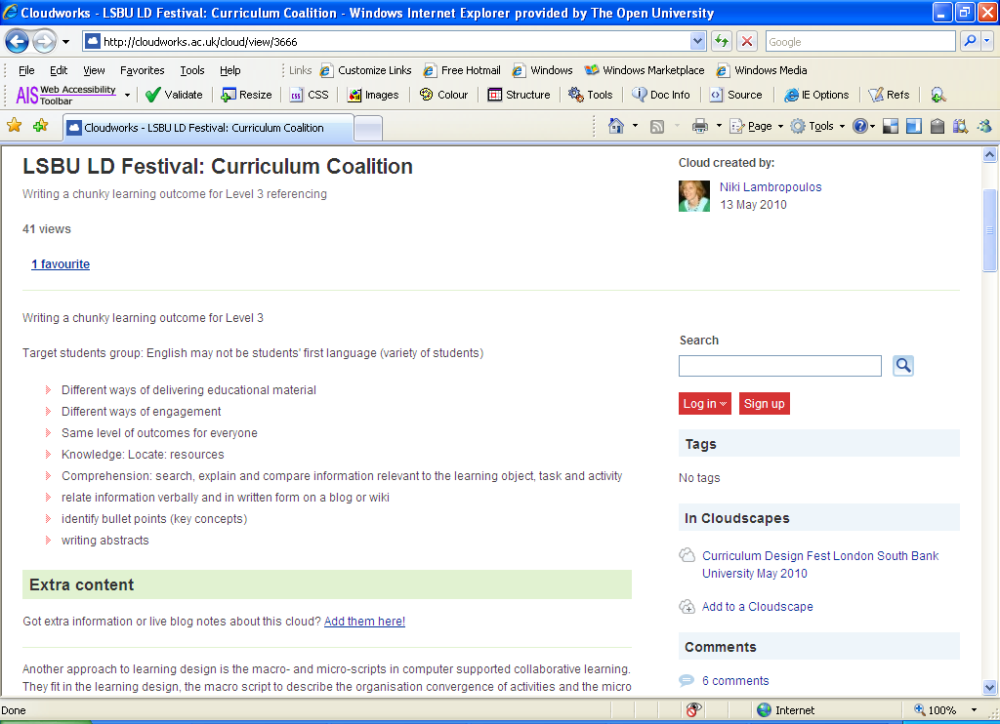 Cloudworks - LSBU LD Festival: Curriculum Coalition - Windows Internet Explorer provided by The Open University
http://cloudworks.ac.uk/cloud/view/3666
Google
File Edit View Favorites Tools Help
Links Customize Links Free Hotmail Windows Windows Marketplace Windows Media
AIS Web Accessibility Toolbar Validate Resize CSS Images Colour Structure Tools Doc Info Source IE Options Refs
Cloudworks - LSBU LD Festival: Curriculum Coalition
Page Tools
LSBU LD Festival: Curriculum Coalition
Writing a chunky learning outcome for Level 3 referencing
41 views
1 favourite
Cloud created by:
Niki Lambropoulos
13 May 2010
Writing a chunky learning outcome for Level 3
Target students group: English may not be students' first language (variety of students)
Different ways of delivering educational material
Different ways of engagement
Same level of outcomes for everyone
Knowledge: Locate: resources
Comprehension: search, explain and compare information relevant to the learning object, task and activity
relate information verbally and in written form on a blog or wiki
identify bullet points (key concepts)
writing abstracts
Extra content
Got extra information or live blog notes about this cloud? Add them here!
Another approach to learning design is the macro- and micro-scripts in computer supported collaborative learning.
They fit in the learning design, the macro script to describe the organisation convergence of activities and the micro
Search
Log in Sign up
Tags
No tags
In Cloudscapes
Curriculum Design Fest London South Bank
University May 2010
Add to a Cloudscape
Comments
6 comments
Done Internet 100%